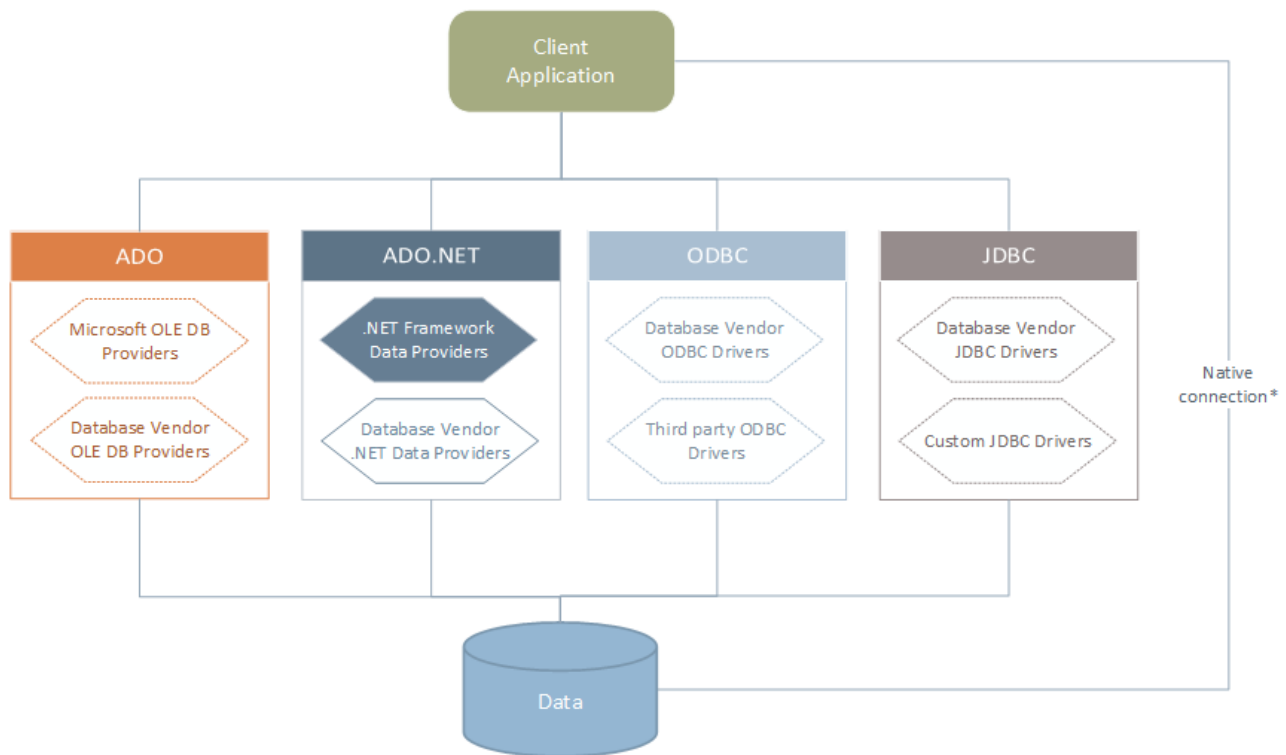 Client
Application
ADO
ADO.NET
ODBC
JDBC
Microsoft OLE DB
Providers
.NET Framework
Data Providers
Database Vendor
ODBC Drivers
Database Vendor
JDBC Drivers
Native
connection*
Database Vendor
OLE DB Providers
Database Vendor
.NET Data Providers
Third party ODBC
Drivers
Custom JDBC Drivers
Data